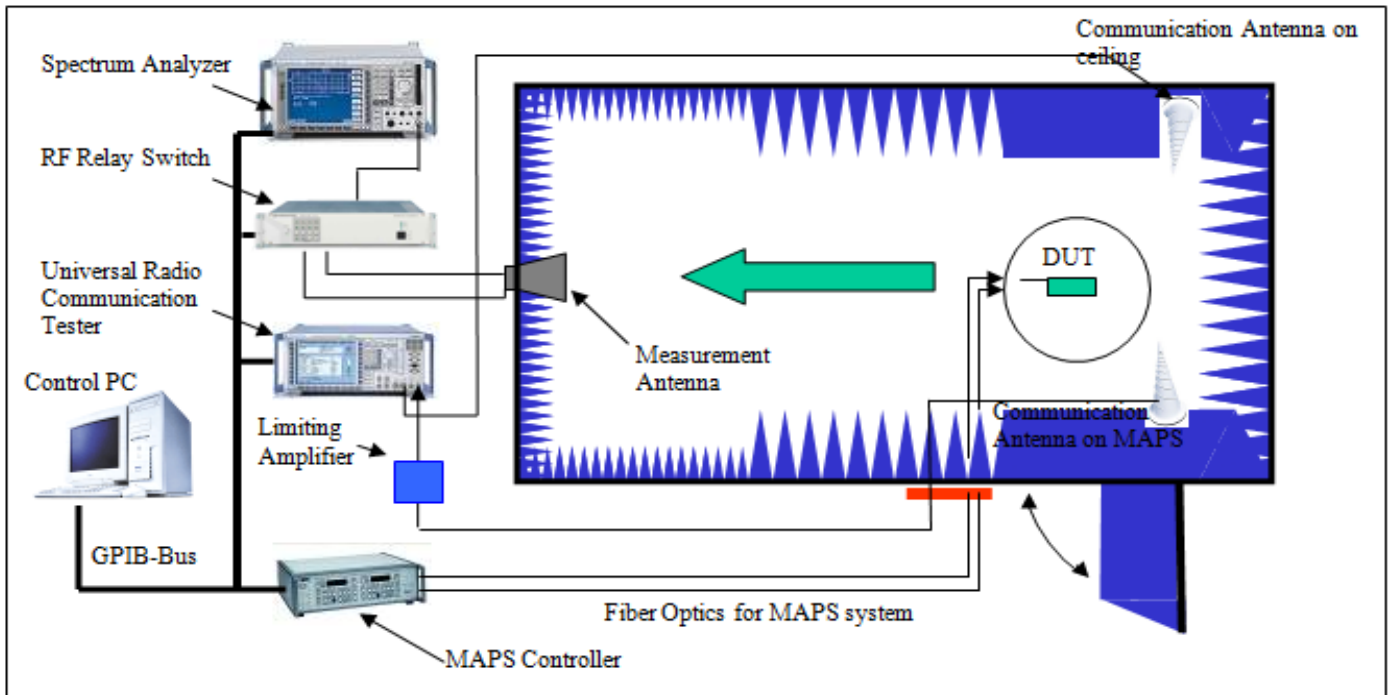 Communication Antenna on
ceiling
Spectrum Analyzer
RF Relay Switch
DUT
Universal Radio
Communication
Tester
Measurement
Antenna
Control PC
Communication
Antenna on MAPS
Limiting
Amplifier
GPIB-Bus
Fiber Optics for MAPS system
MAPS Controller